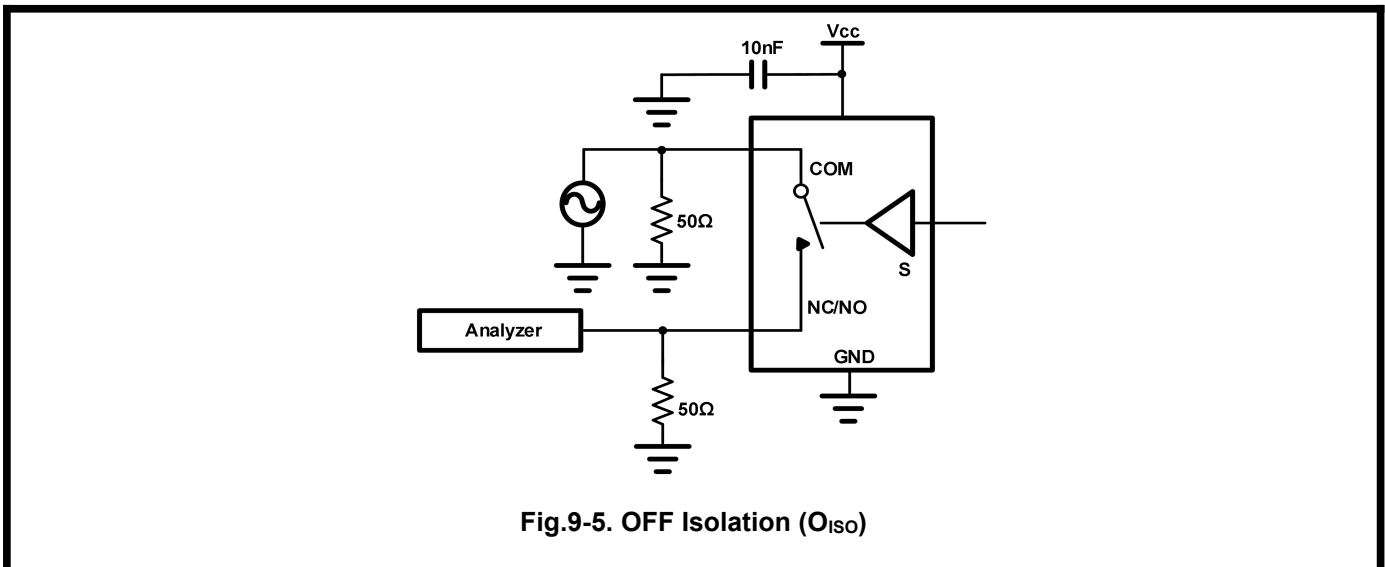 Vcc
10nF
COM
50Ω
S
NC/NO
Analyzer
GND
50Ω
Fig.9-5. OFF Isolation (OISO)